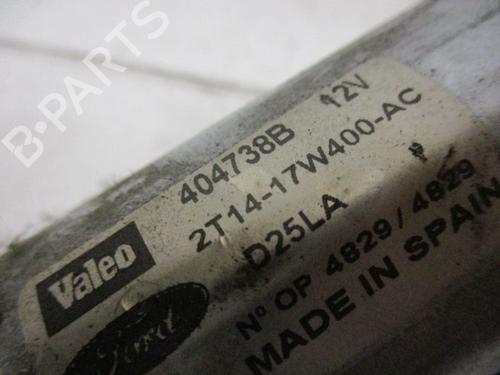 B-PARTS
Valeo
404738B 12V
2T14-17W400-AC
D25LA
Ford
Nº OP 4829 / 4829
MADE IN SPAIN